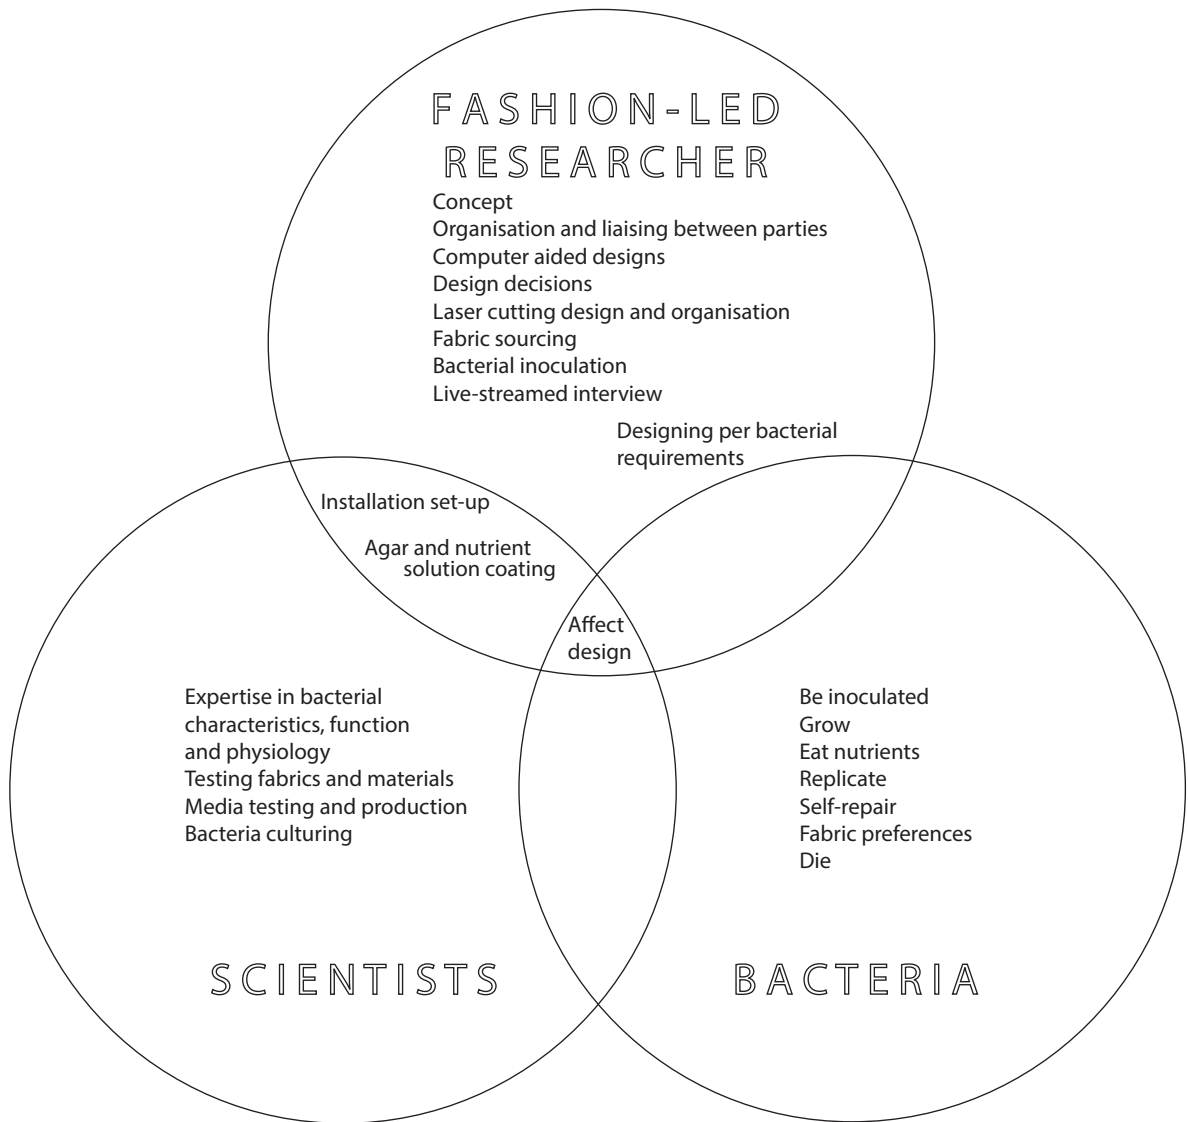 FASHION-LED
RESEARCHER
Concept
Organisation and liaising between parties
Computer aided designs
Design decisions
Laser cutting design and organisation
Fabric sourcing
Bacterial inoculation
Live-streamed interview
Designing per bacterial
requirements
Installation set-up
Agar and nutrient
solution coating
Affect
design
Expertise in bacterial
characteristics, function
and physiology
Testing fabrics and materials
Media testing and production
Bacteria culturing
SCIENTISTS
Be inoculated
Grow
Eat nutrients
Replicate
Self-repair
Fabric preferences
Die
BACTERIA